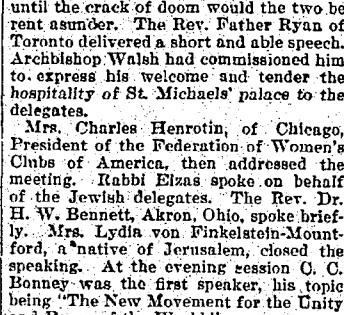 until the crack of doom would the two be
rent asunder. The Rev. Father Ryan of
Toronto delivered a short and able speech.
Archbishop Walsh had commissioned him
to express his welcome and tender the
hospitality of St. Michaels' palace to the
delegates.
Mrs. Charles Henrotin, of Chicago,
President of the Federation of Women's
Clubs of America, then addressed the
meeting. Rabbi Elzas spoke on behalf
of the Jewish delegates. The Rev. Dr.
H. W. Bennett, Akron, Ohio, spoke brief-
ly. Mrs. Lydia von Finkelstein-Mount-
ford, a native of Jerusalem, closed the
speaking. At the evening session C. C.
Bonney was the first speaker, his topic
being "The New Movement for the Unity